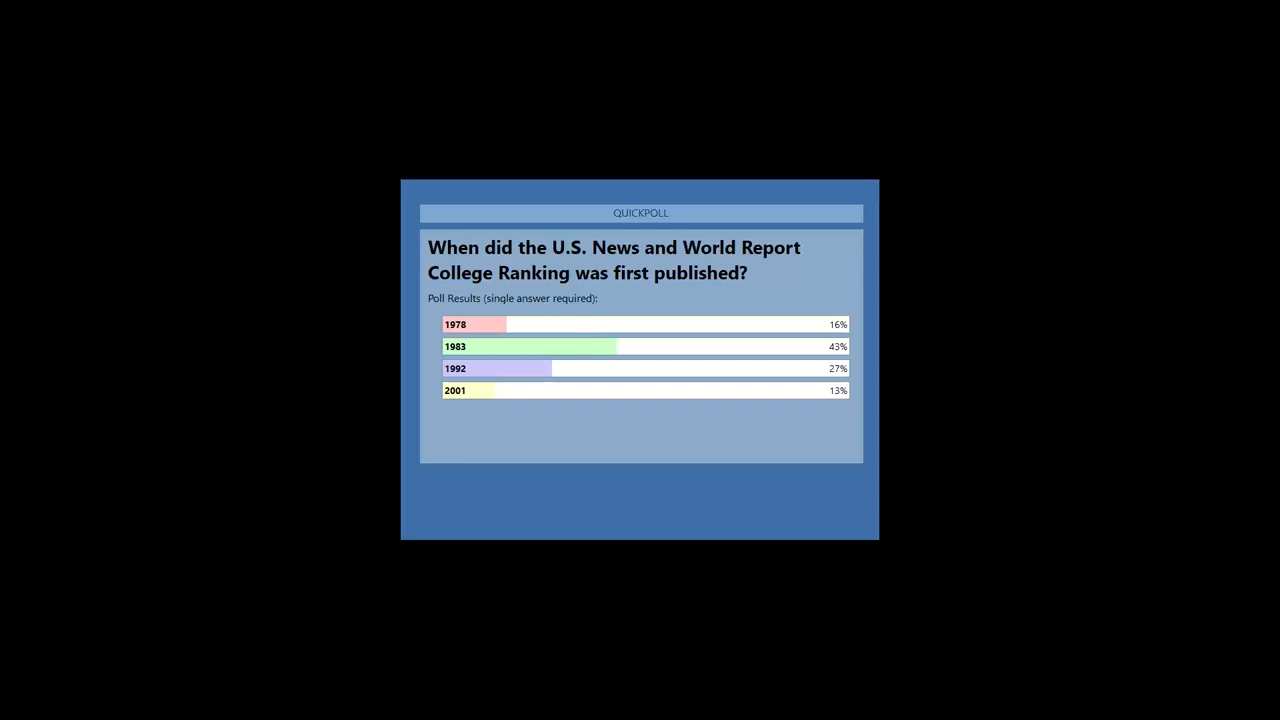 QUICKPOLL
When did the U.S. News and World Report
College Ranking was first published?
Poll Results (single answer required):
1978 16%
1983 43%
1992 27%
2001 13%